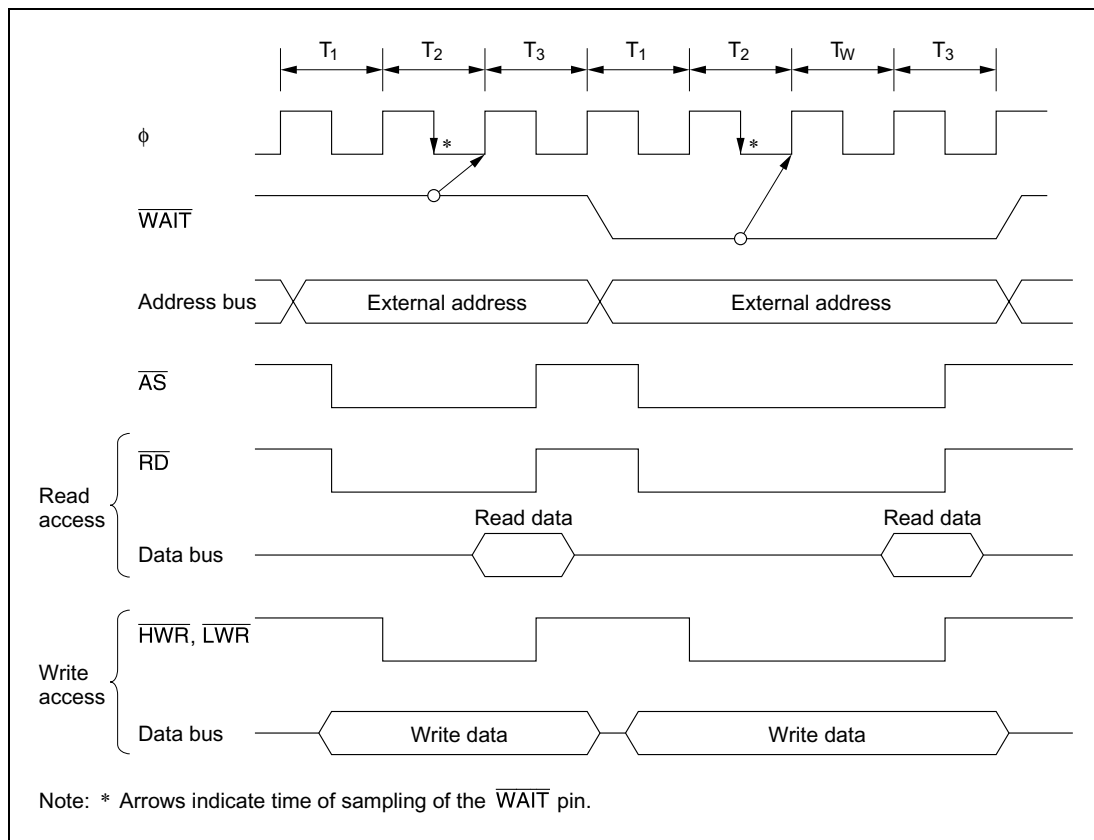 T1 T2 T3 T1 T2 TW T3
ϕ
* *
WAIT
Address bus External address External address
AS
Read access
RD
Read data Read data
Data bus
Write access
HWR, LWR
Data bus Write data Write data
Note: * Arrows indicate time of sampling of the WAIT pin.